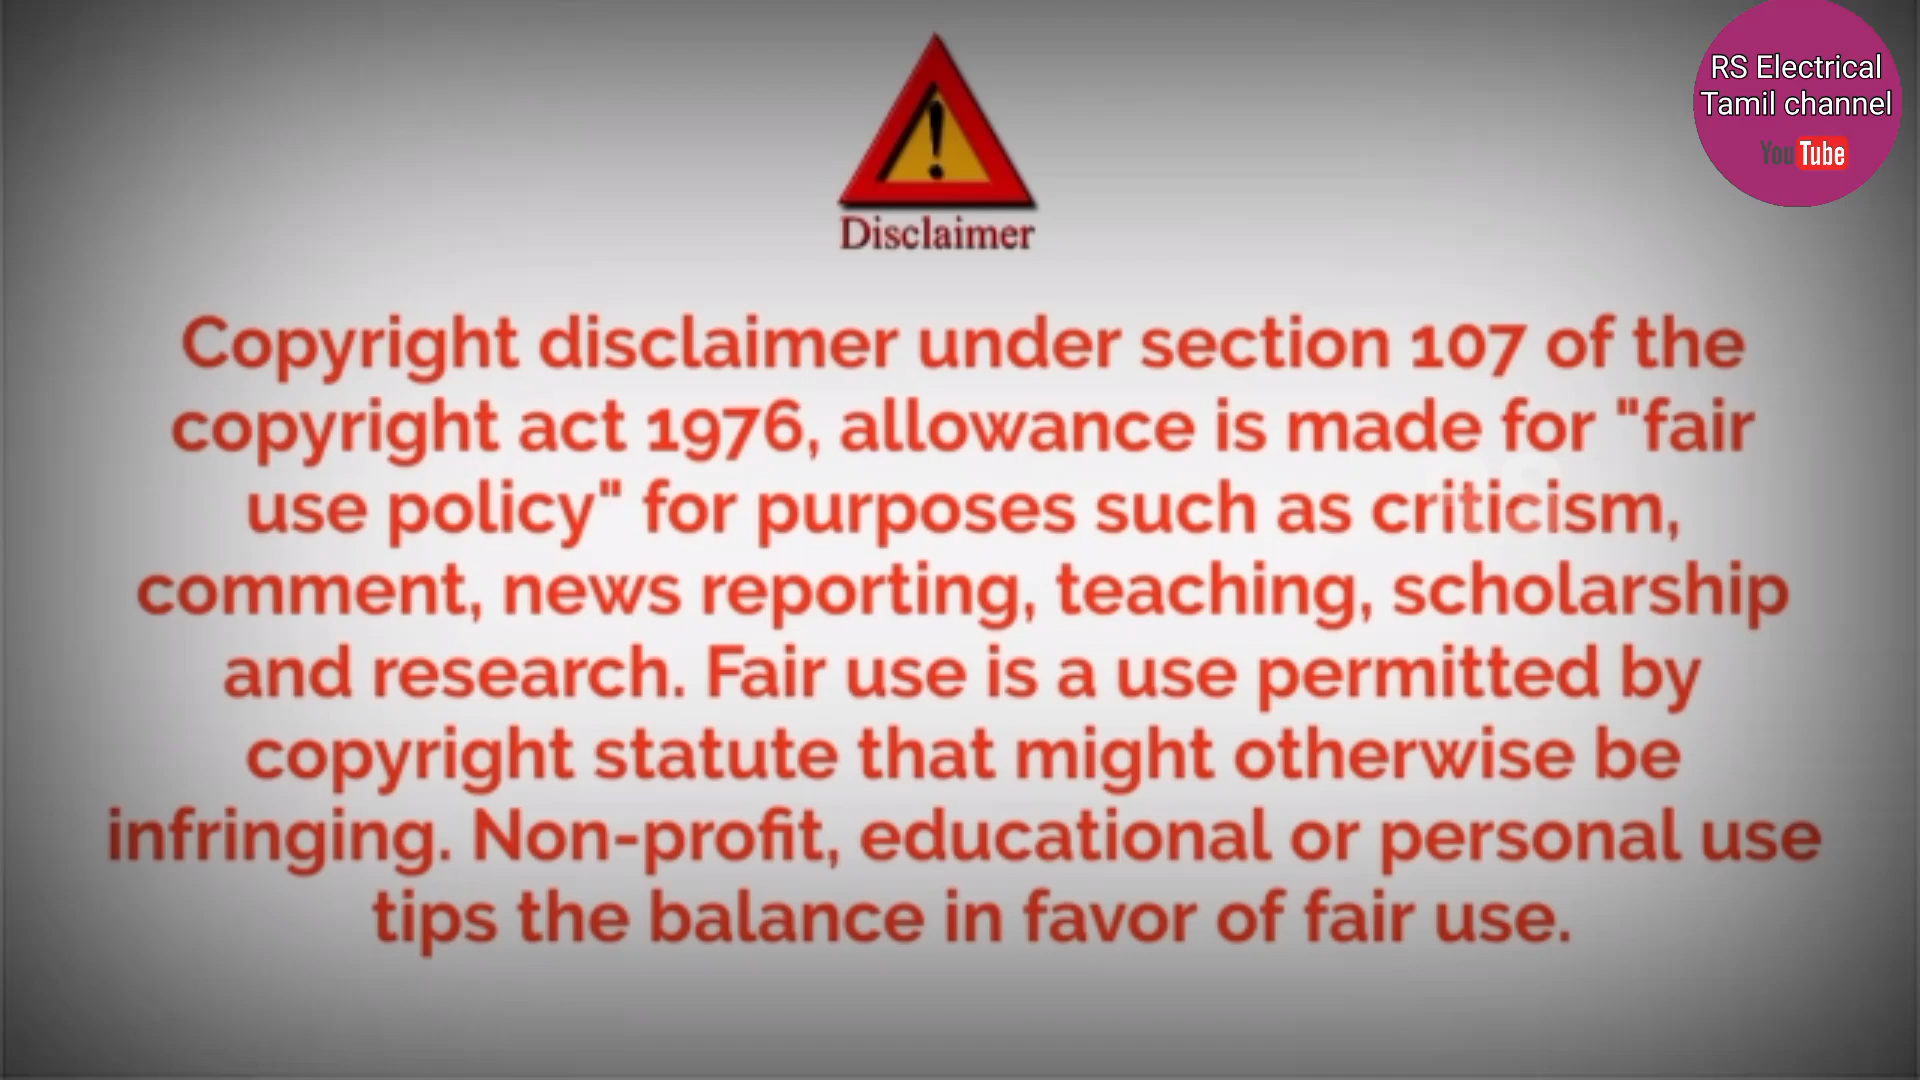 RS Electrical
Tamil channel
YouTube
Disclaimer
Copyright disclaimer under section 107 of the
copyright act 1976, allowance is made for "fair
use policy" for purposes such as criticism,
comment, news reporting, teaching, scholarship
and research. Fair use is a use permitted by
copyright statute that might otherwise be
infringing. Non-profit, educational or personal use
tips the balance in favor of fair use.